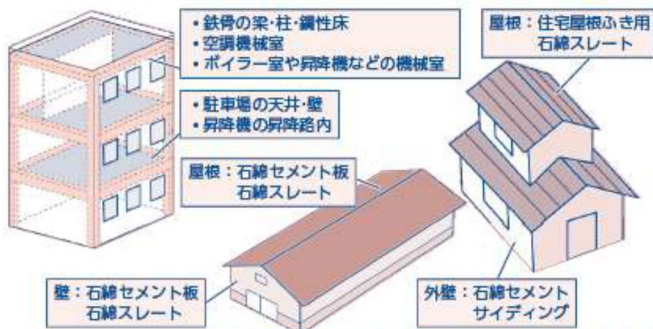 ・鉄骨の梁・柱・鋼性床
・空調機械室
・ボイラー室や昇降機などの機械室
・駐車場の天井・壁
・昇降機の昇降路内
屋根：住宅屋根ふき用
石綿スレート
屋根：石綿セメント板
石綿スレート
壁：石綿セメント板
石綿スレート
外壁：石綿セメント
サイディング